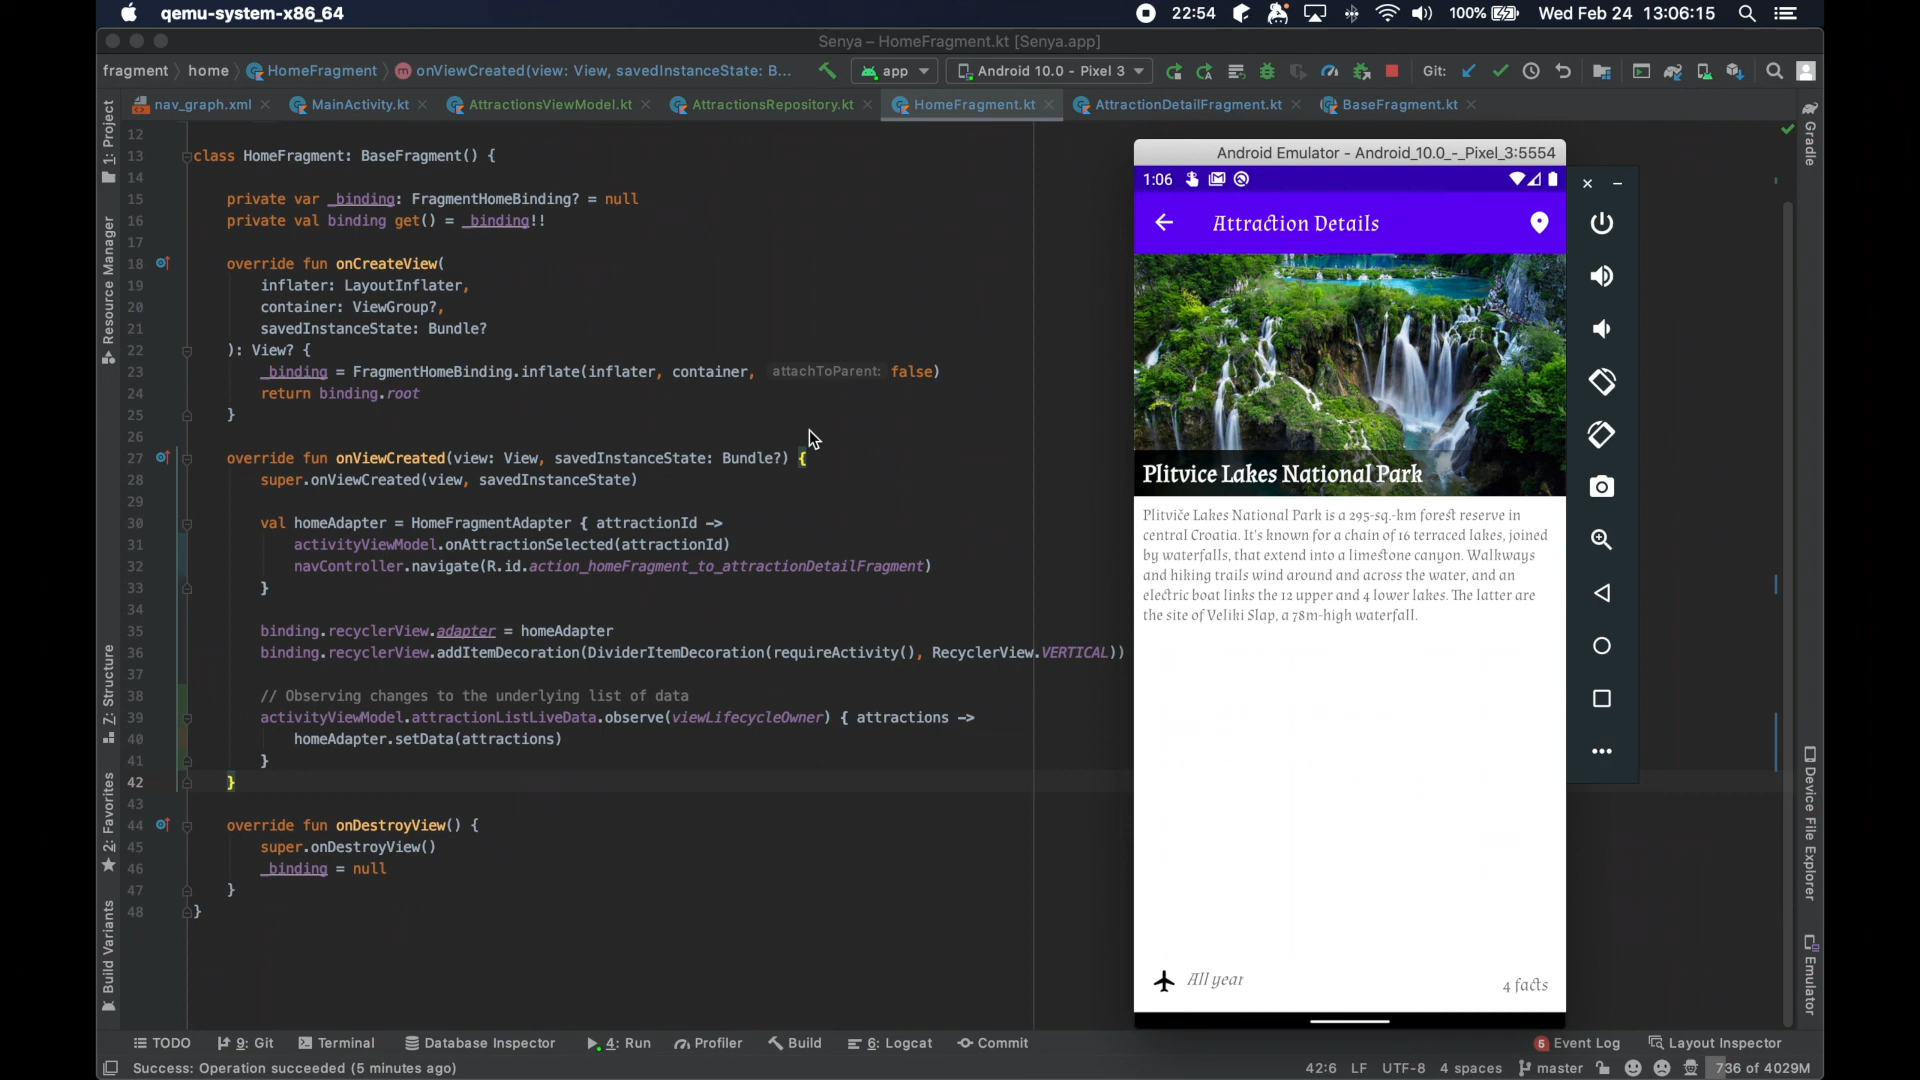 qemu-system-x86_64
22:54
100%
Wed Feb 24 13:06:15
Senya – HomeFragment.kt [Senya.app]
fragment
home
HomeFragment
onViewCreated(view: View, savedInstanceState: B...
app
Android 10.0 - Pixel 3
Git:
nav_graph.xml
MainActivity.kt
AttractionsViewModel.kt
AttractionsRepository.kt
HomeFragment.kt
AttractionDetailFragment.kt
BaseFragment.kt
1: Project
Resource Manager
7: Structure
2: Favorites
Build Variants
12
13 class HomeFragment: BaseFragment() {
14
15 private var _binding: FragmentHomeBinding? = null
16 private val binding get() = _binding!!
17
18 override fun onCreateView(
19 inflater: LayoutInflater,
20 container: ViewGroup?,
21 savedInstanceState: Bundle?
22 ): View? {
23 _binding = FragmentHomeBinding.inflate(inflater, container, attachToParent: false)
24 return binding.root
25 }
26
27 override fun onViewCreated(view: View, savedInstanceState: Bundle?) {
28 super.onViewCreated(view, savedInstanceState)
29
30 val homeAdapter = HomeFragmentAdapter { attractionId ->
31 activityViewModel.onAttractionSelected(attractionId)
32 navController.navigate(R.id.action_homeFragment_to_attractionDetailFragment)
33 }
34
35 binding.recyclerView.adapter = homeAdapter
36 binding.recyclerView.addItemDecoration(DividerItemDecoration(requireActivity(), RecyclerView.VERTICAL))
37
38 // Observing changes to the underlying list of data
39 activityViewModel.attractionListLiveData.observe(viewLifecycleOwner) { attractions ->
40 homeAdapter.setData(attractions)
41 }
42 }
43
44 override fun onDestroyView() {
45 super.onDestroyView()
46 _binding = null
47 }
48 }
Android Emulator - Android_10.0_-_Pixel_3:5554
1:06
Attraction Details
Plitvice Lakes National Park
Plitviče Lakes National Park is a 295-sq.-km forest reserve in
central Croatia. It's known for a chain of 16 terraced lakes, joined
by waterfalls, that extend into a limestone canyon. Walkways
and hiking trails wind around and across the water, and an
electric boat links the 12 upper and 4 lower lakes. The latter are
the site of Veliki Slap, a 78m-high waterfall.
All year
4 facts
Gradle
Device File Explorer
Emulator
TODO
9: Git
Terminal
Database Inspector
4: Run
Profiler
Build
6: Logcat
Commit
5 Event Log
Layout Inspector
Success: Operation succeeded (5 minutes ago)
42:6
LF
UTF-8
4 spaces
master
736 of 4029M